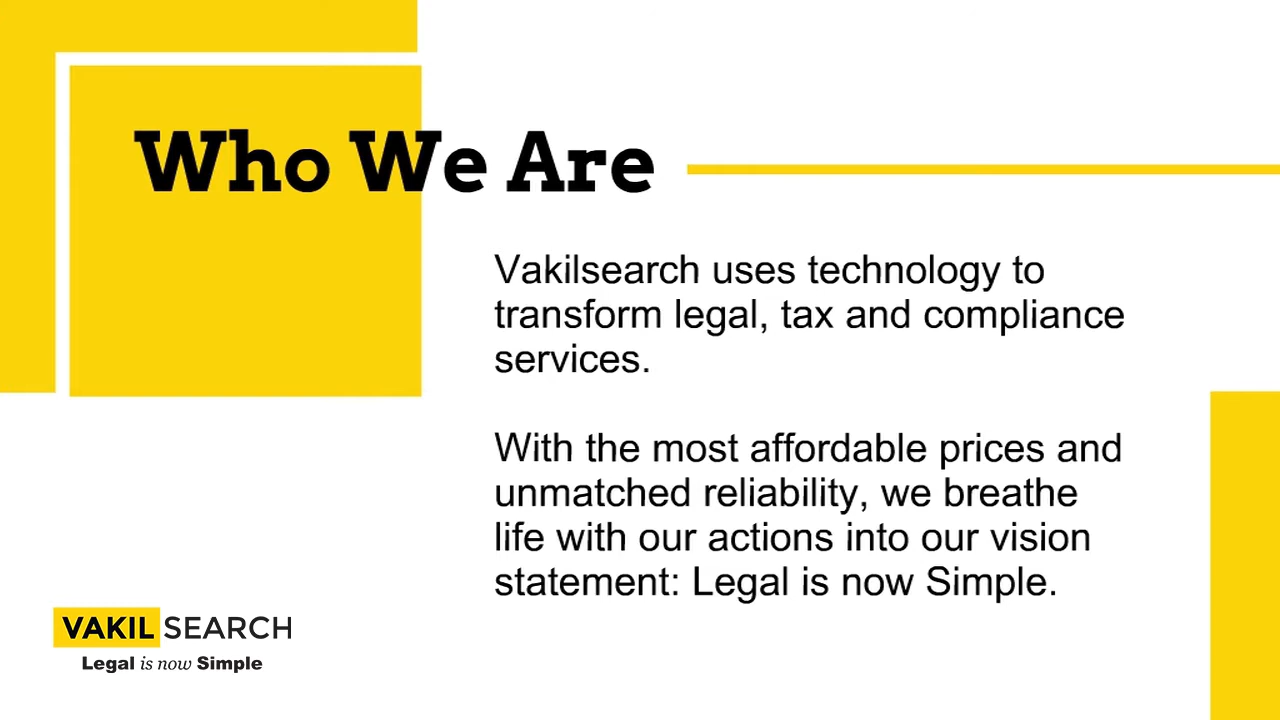 Who We Are
Vakilsearch uses technology to
transform legal, tax and compliance
services.
With the most affordable prices and
unmatched reliability, we breathe
life with our actions into our vision
statement: Legal is now Simple.
VAKIL SEARCH
Legal is now Simple